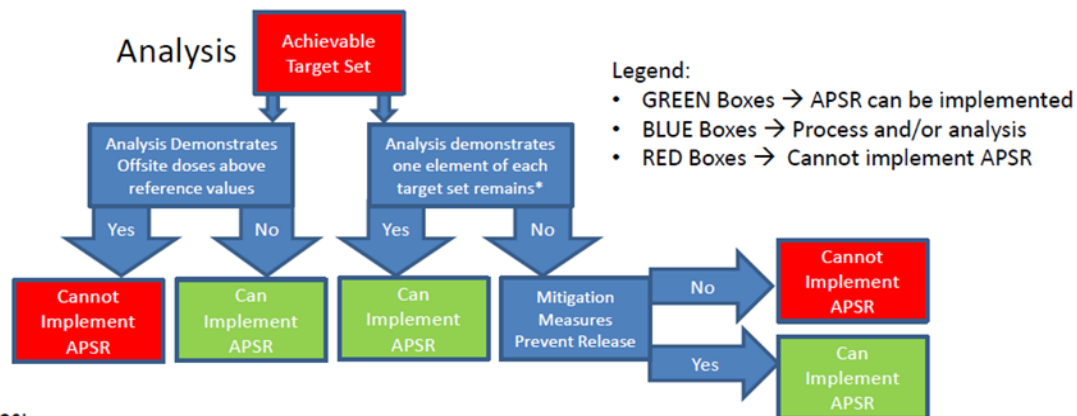 Analysis
Achievable
Target Set
Legend:
• GREEN Boxes → APSR can be implemented
• BLUE Boxes → Process and/or analysis
• RED Boxes → Cannot implement APSR
Analysis Demonstrates
Offsite doses above
reference values
Analysis demonstrates
one element of each
target set remains*
Yes
No
Yes
No
Cannot
Implement
APSR
Can
Implement
APSR
Can
Implement
APSR
Mitigation
Measures
Prevent Release
No
Cannot
Implement
APSR
Yes
Can
Implement
APSR